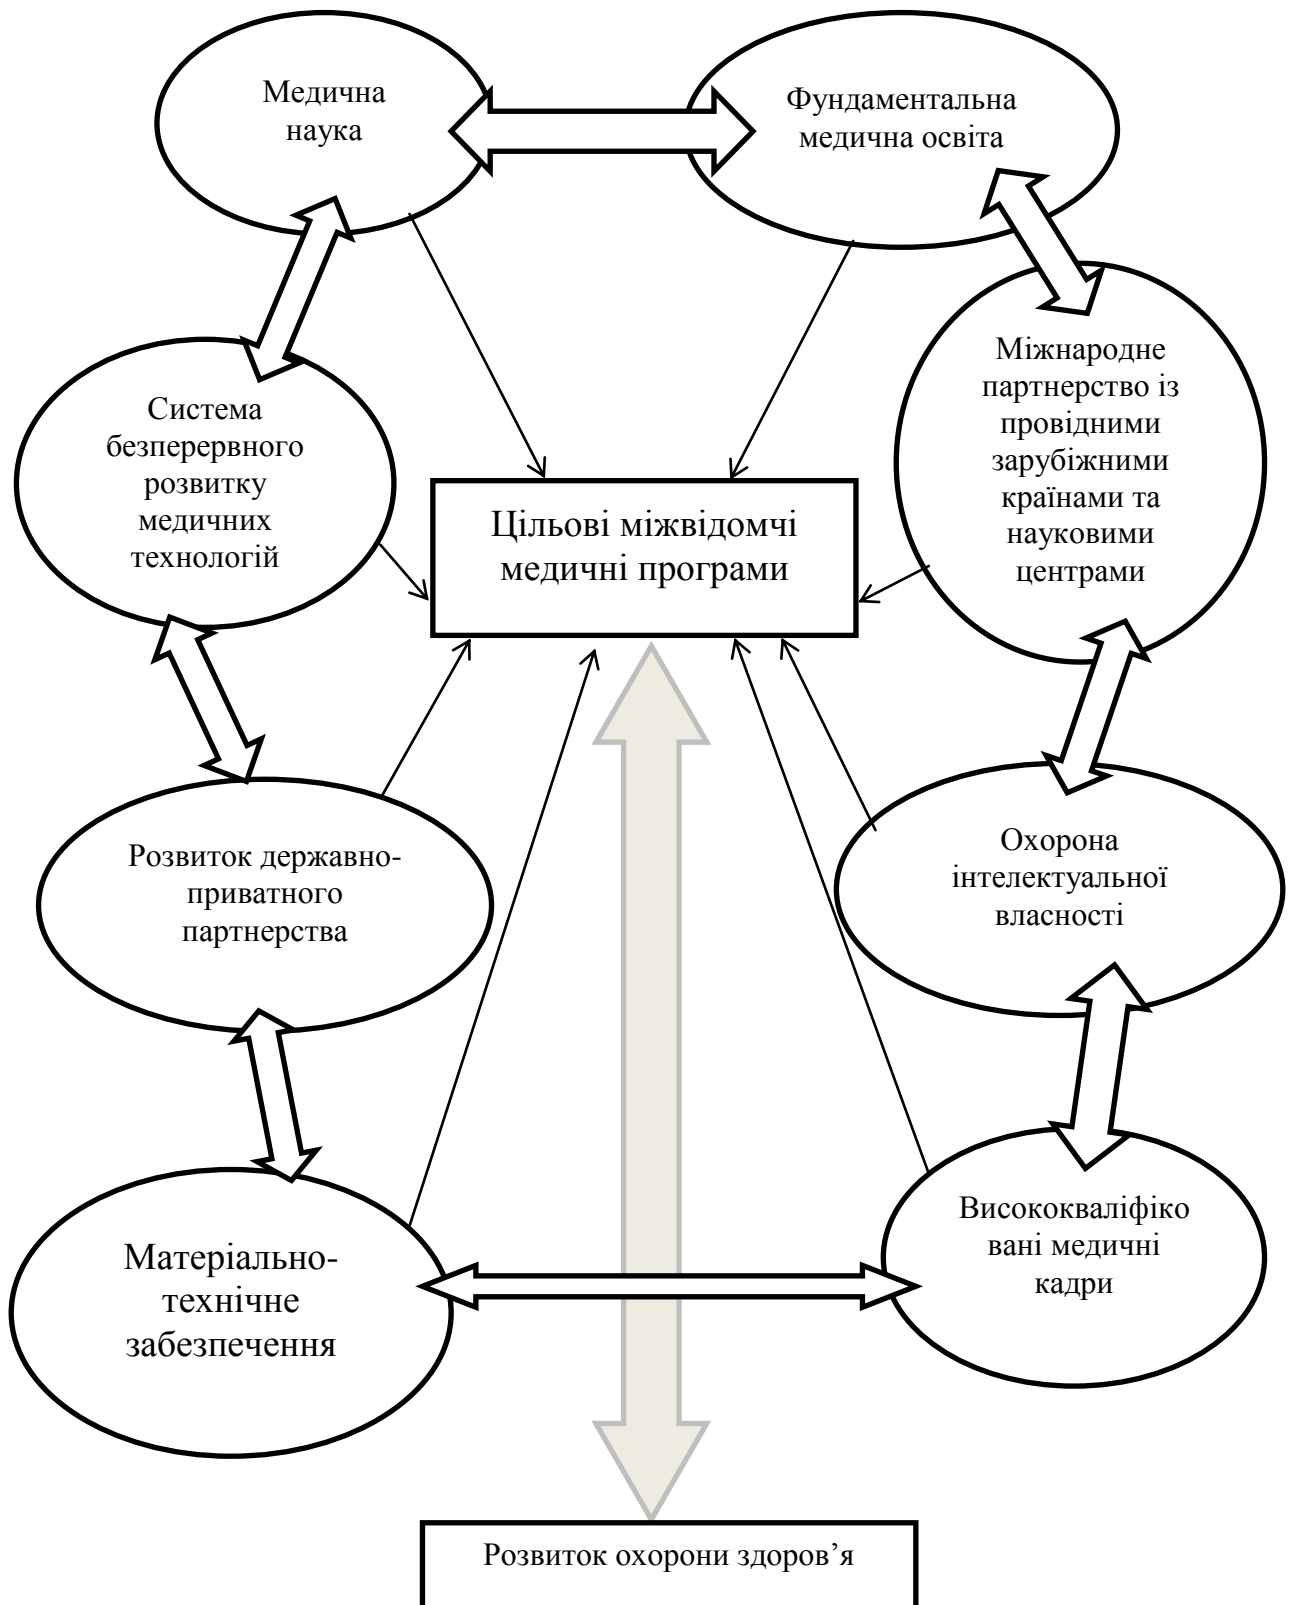 Медична
наука
Фундаментальна
медична освіта
Система
безперервного
розвитку
медичних
технологій
Цільові міжвідомчі
медичні програми
Міжнародне
партнерство із
провідними
зарубіжними
країнами та
науковими
центрами
Розвиток державно-
приватного
партнерства
Охорона
інтелектуальної
власності
Матеріально-
технічне
забезпечення
Висококваліфіко
вані медичні
кадри
Розвиток охорони здоров’я